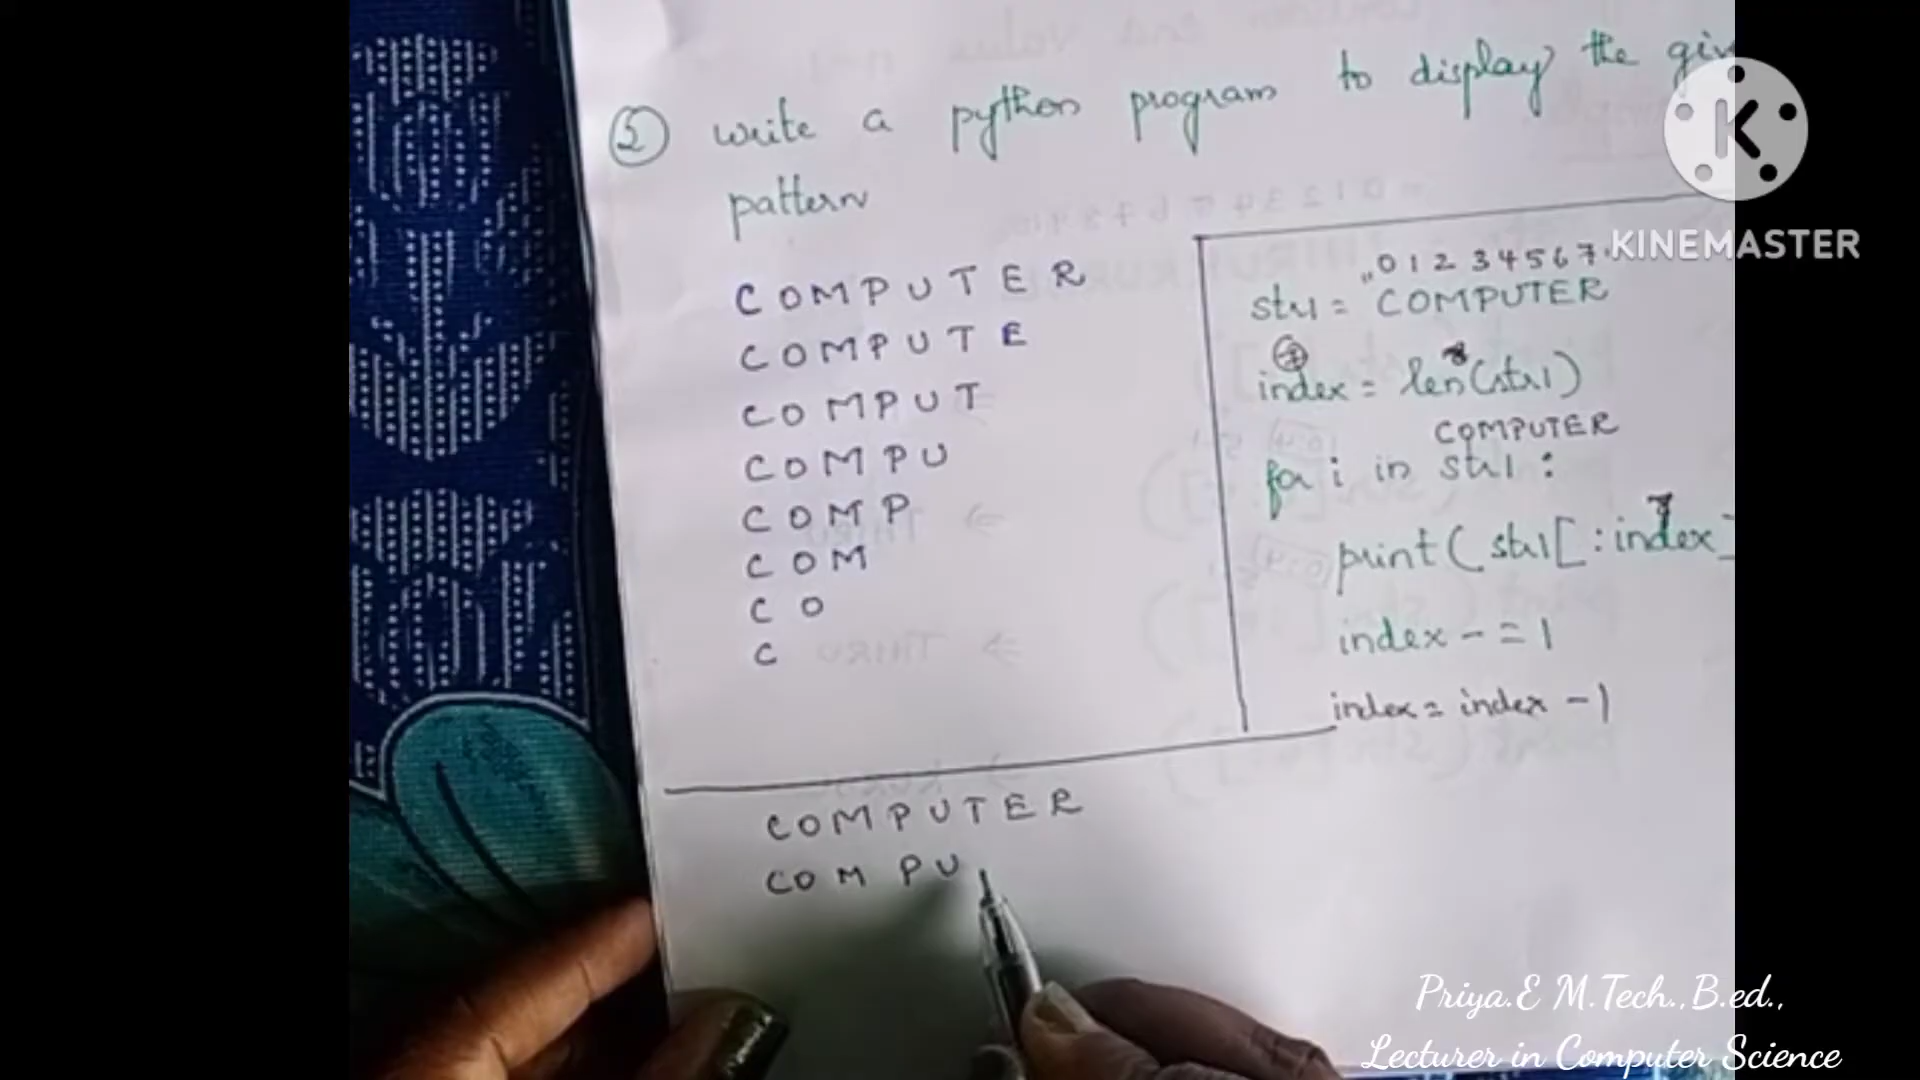 2 write a python program to display the giv
pattern
COMPUTER
COMPUTE
COMPUT
COMPU
COMP
COM
CO
C
01234567
str1 = "COMPUTER
index = len(str1)
COMPUTER
for i in str1 :
7
print(str1[:index]
index -= 1
index = index - 1
COMPUTER
COMPU
K
KINEMASTER
Priya.E M.Tech.,B.ed.,
Lecturer in Computer Science